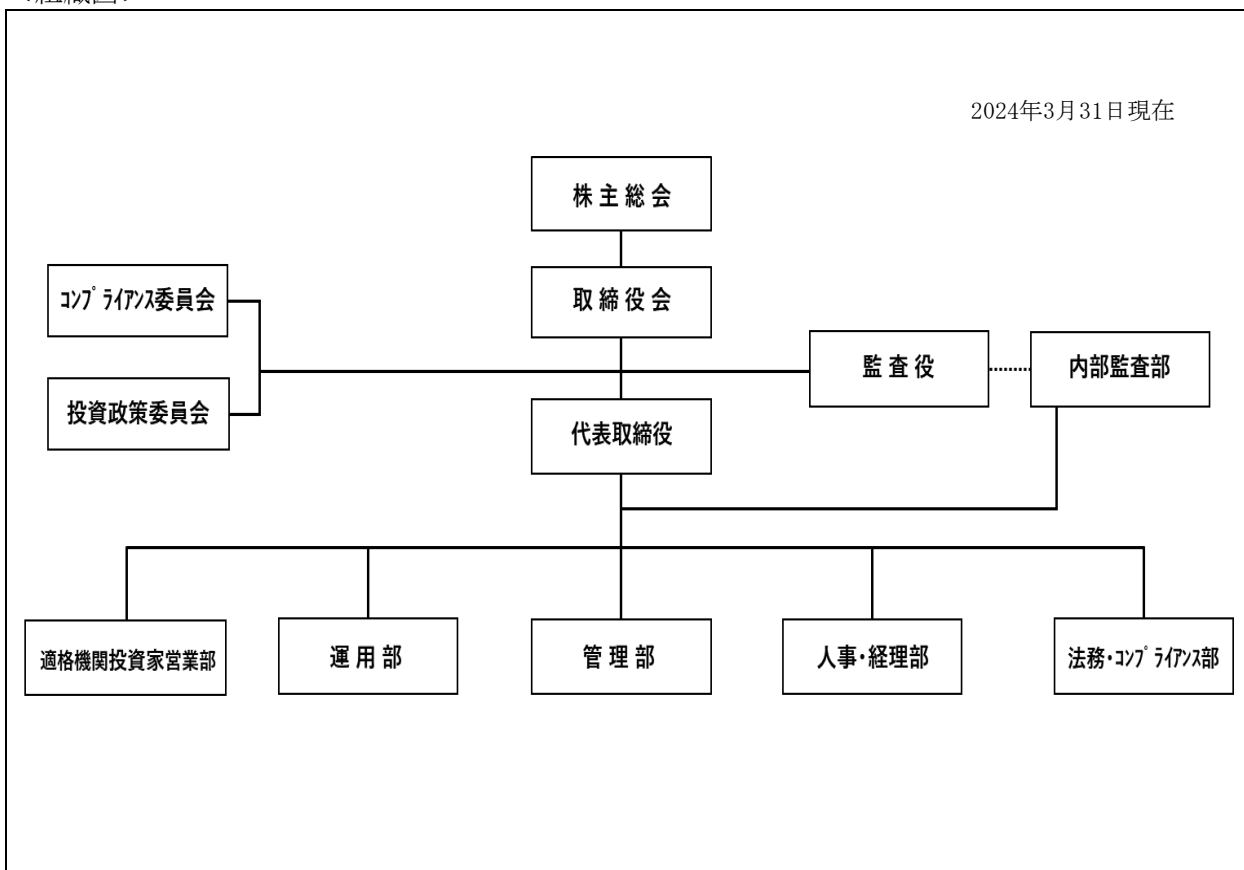 2024年3月31日現在
株主総会
取締役会
ｺﾝﾌﾟﾗｲｱﾝｽ委員会
監査役
内部監査部
投資政策委員会
代表取締役
適格機関投資家営業部
運用部
管理部
人事・経理部
法務・ｺﾝﾌﾟﾗｲｱﾝｽ部